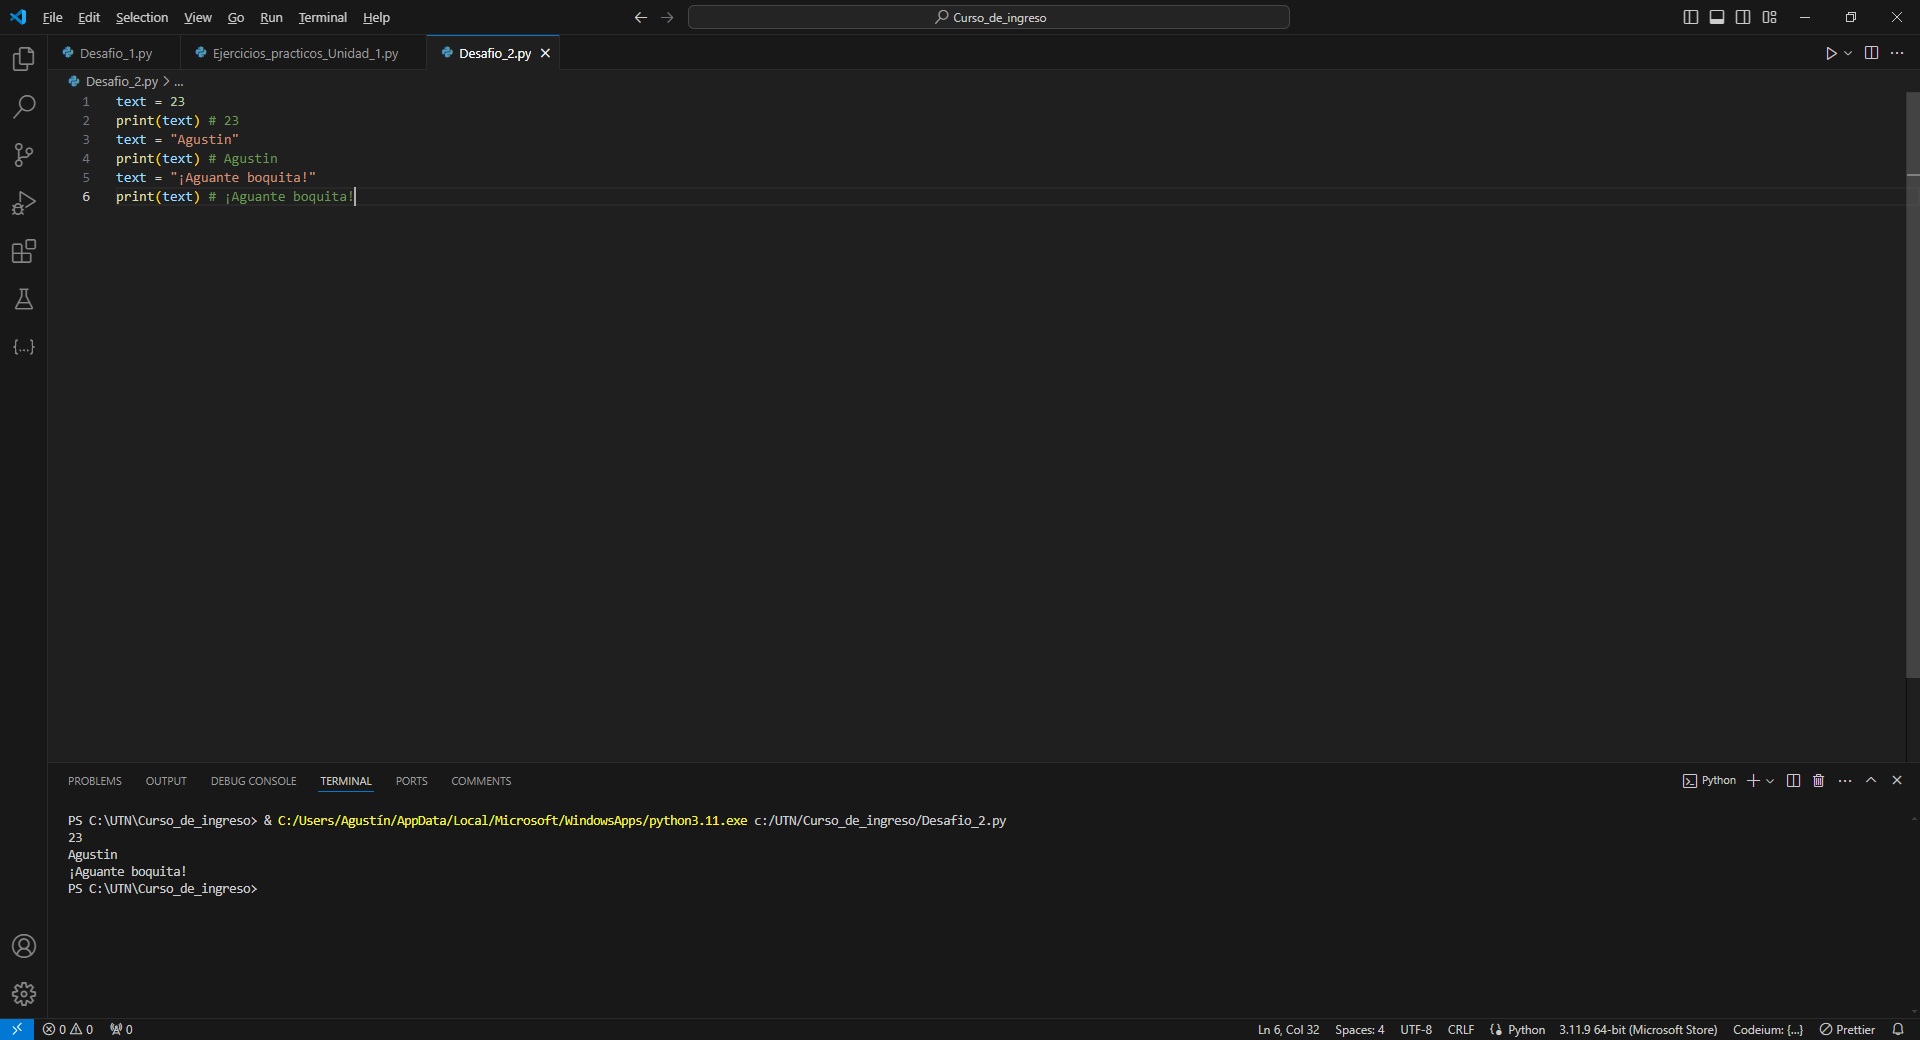 File Edit Selection View Go Run Terminal Help Curso_de_ingreso
Desafio_1.py Ejercicios_practicos_Unidad_1.py Desafio_2.py
Desafio_2.py > ...
1 text = 23
2 print(text) # 23
3 text = "Agustin"
4 print(text) # Agustin
5 text = "¡Aguante boquita!"
6 print(text) # ¡Aguante boquita!
PROBLEMS OUTPUT DEBUG CONSOLE TERMINAL PORTS COMMENTS Python
PS C:\UTN\Curso_de_ingreso> & C:/Users/Agustín/AppData/Local/Microsoft/WindowsApps/python3.11.exe c:/UTN/Curso_de_ingreso/Desafio_2.py
23
Agustin
¡Aguante boquita!
PS C:\UTN\Curso_de_ingreso>
0 0 0 Ln 6, Col 32 Spaces: 4 UTF-8 CRLF Python 3.11.9 64-bit (Microsoft Store) Codeium: {...} Prettier